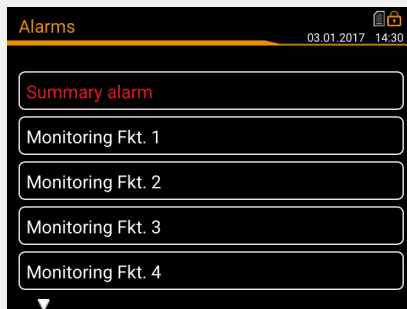 Alarms
03.01.2017 14:30
Summary alarm
Monitoring Fkt. 1
Monitoring Fkt. 2
Monitoring Fkt. 3
Monitoring Fkt. 4